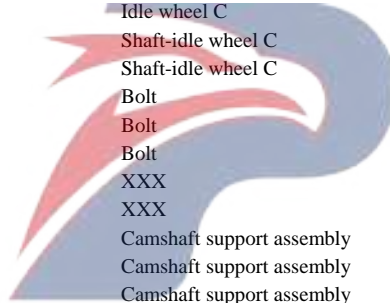 Idle wheel C
Shaft-idle wheel C
Shaft-idle wheel C
Bolt
Bolt
Bolt
XXX
XXX
Camshaft support assembly
Camshaft support assembly
Camshaft support assembly